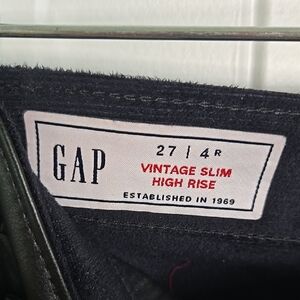 GAP
27 | 4R
VINTAGE SLIM
HIGH RISE
ESTABLISHED IN 1969